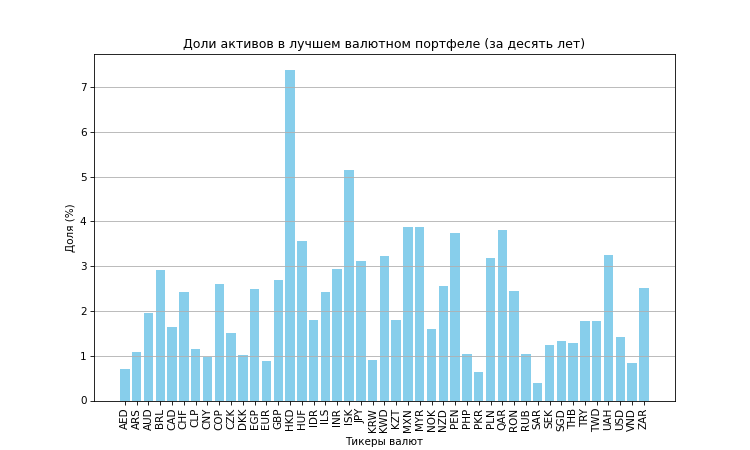 Доли активов в лучшем валютном портфеле (за десять лет)
Доля (%)
7
6
5
4
3
2
1
0
AED
ARS
AUD
BRL
CAD
CHF
CLP
CNY
COP
CZK
DKK
EGP
EUR
GBP
HKD
HUF
IDR
ILS
INR
ISK
JPY
KRW
KWD
KZT
MXN
MYR
NOK
NZD
PEN
PHP
PKR
PLN
QAR
RON
RUB
SAR
SEK
SGD
THB
TRY
TWD
UAH
USD
VND
ZAR
Тикеры валют